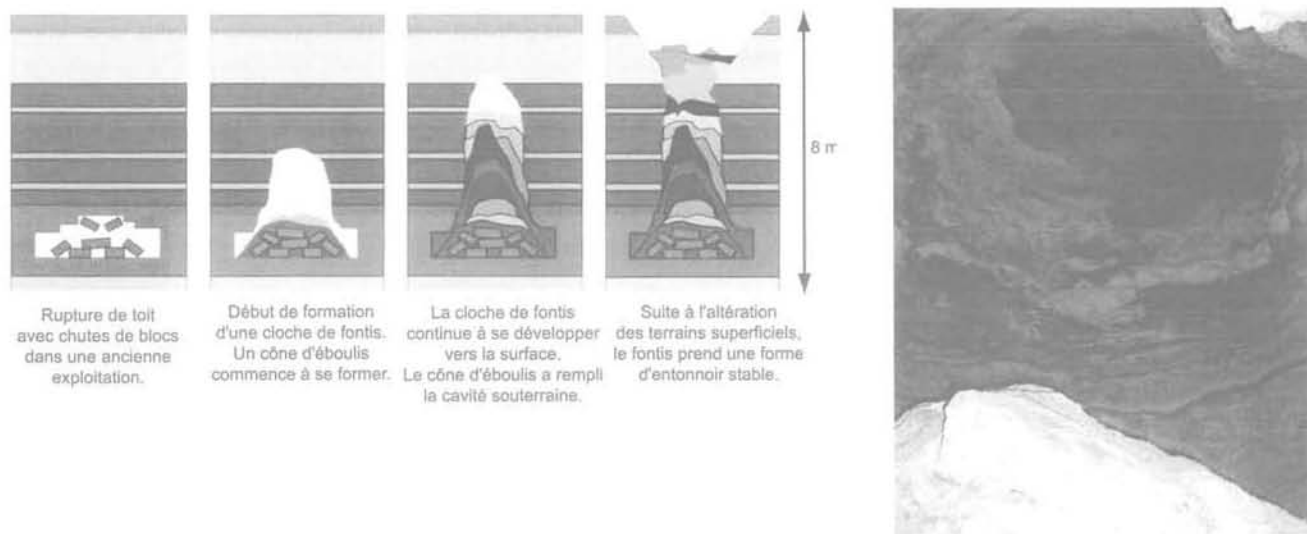 8 m
Rupture de toit
avec chutes de blocs
dans une ancienne
exploitation.
Début de formation
d'une cloche de fontis.
Un cône d'éboulis
commence à se former.
La cloche de fontis
continue à se développer
vers la surface.
Le cône d'éboulis a rempli
la cavité souterraine.
Suite à l'altération
des terrains superficiels,
le fontis prend une forme
d'entonnoir stable.